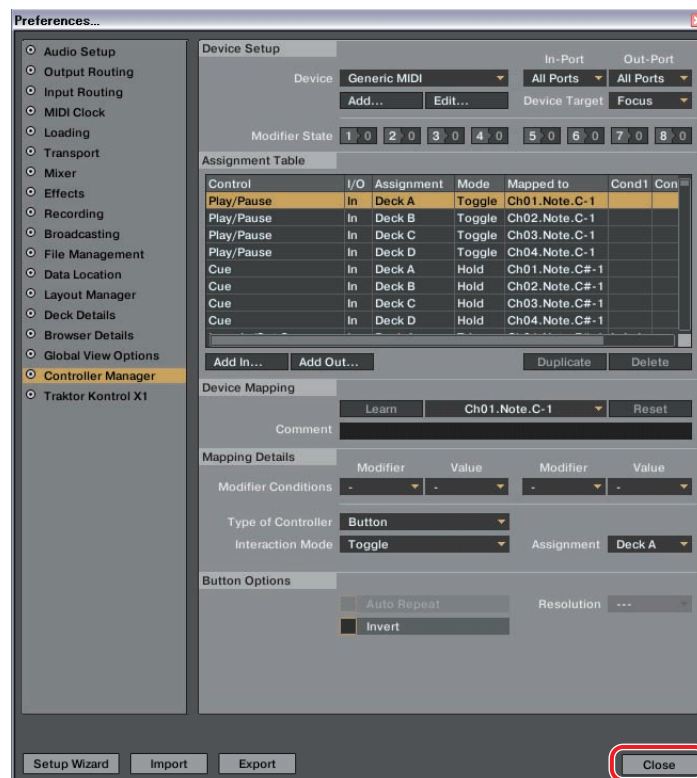 Preferences...
Audio Setup
Output Routing
Input Routing
MIDI Clock
Loading
Transport
Mixer
Effects
Recording
Broadcasting
File Management
Data Location
Layout Manager
Deck Details
Browser Details
Global View Options
Controller Manager
Traktor Kontrol X1
Device Setup
In-Port Out-Port
Device Generic MIDI All Ports All Ports
Add... Edit... Device Target Focus
Modifier State 1 0 2 0 3 0 4 0 5 0 6 0 7 0 8 0
Assignment Table
Control I/O Assignment Mode Mapped to Cond1 Con
Play/Pause In Deck A Toggle Ch01.Note.C-1
Play/Pause In Deck B Toggle Ch02.Note.C-1
Play/Pause In Deck C Toggle Ch03.Note.C-1
Play/Pause In Deck D Toggle Ch04.Note.C-1
Cue In Deck A Hold Ch01.Note.C#-1
Cue In Deck B Hold Ch02.Note.C#-1
Cue In Deck C Hold Ch03.Note.C#-1
Cue In Deck D Hold Ch04.Note.C#-1
Add In... Add Out... Duplicate Delete
Device Mapping
Learn Ch01.Note.C-1 Reset
Comment
Mapping Details
Modifier Value Modifier Value
Modifier Conditions - - - -
Type of Controller Button
Interaction Mode Toggle Assignment Deck A
Button Options
Auto Repeat Resolution ---
Invert
Setup Wizard Import Export Close